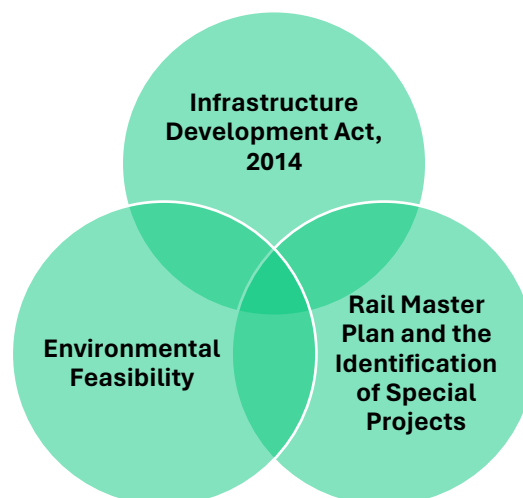 Infrastructure
Development Act,
2014
Environmental
Feasibility
Rail Master
Plan and the
Identification
of Special
Projects